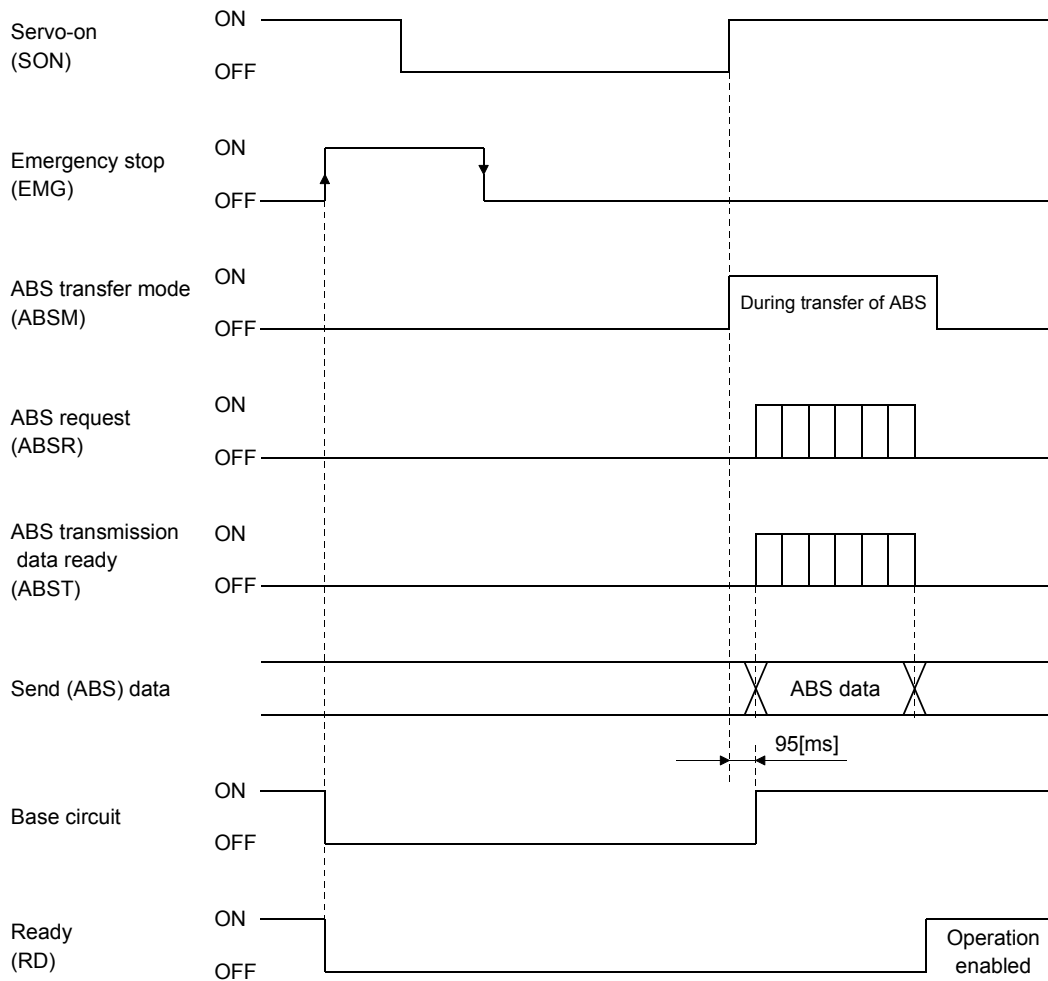 Servo-on
(SON)
ON
OFF
Emergency stop
(EMG)
ON
OFF
ABS transfer mode
(ABSM)
ON
OFF
During transfer of ABS
ABS request
(ABSR)
ON
OFF
ABS transmission
data ready
(ABST)
ON
OFF
Send (ABS) data
ABS data
95[ms]
Base circuit
ON
OFF
Ready
(RD)
ON
OFF
Operation
enabled